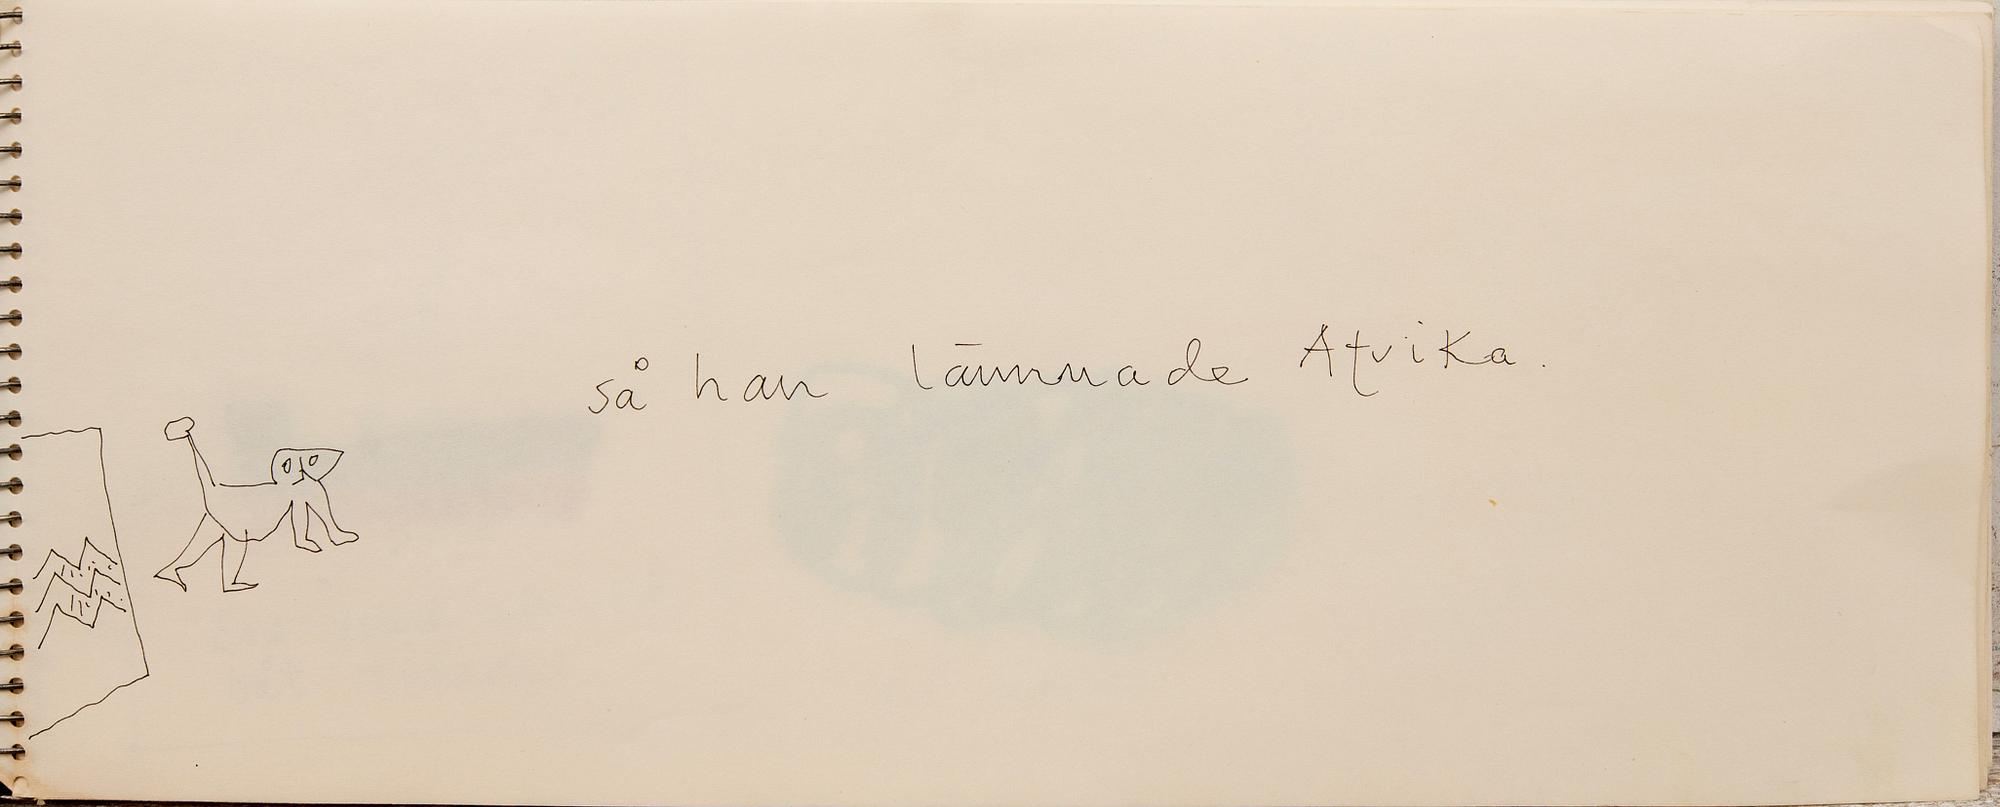 så han lämnade Afrika.